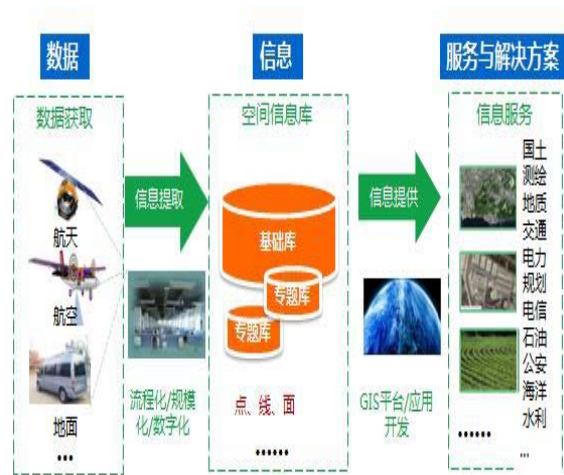 数据
信息
服务与解决方案
数据获取
航天
航空
地面
...
信息提取
流程化/规模
化/数字化
空间信息库
基础库
专题库
专题库
点、线、面
......
信息提供
GIS平台/应用
开发
信息服务
国土
测绘
地质
交通
电力
规划
电信
石油
公安
海洋
水利
......
...